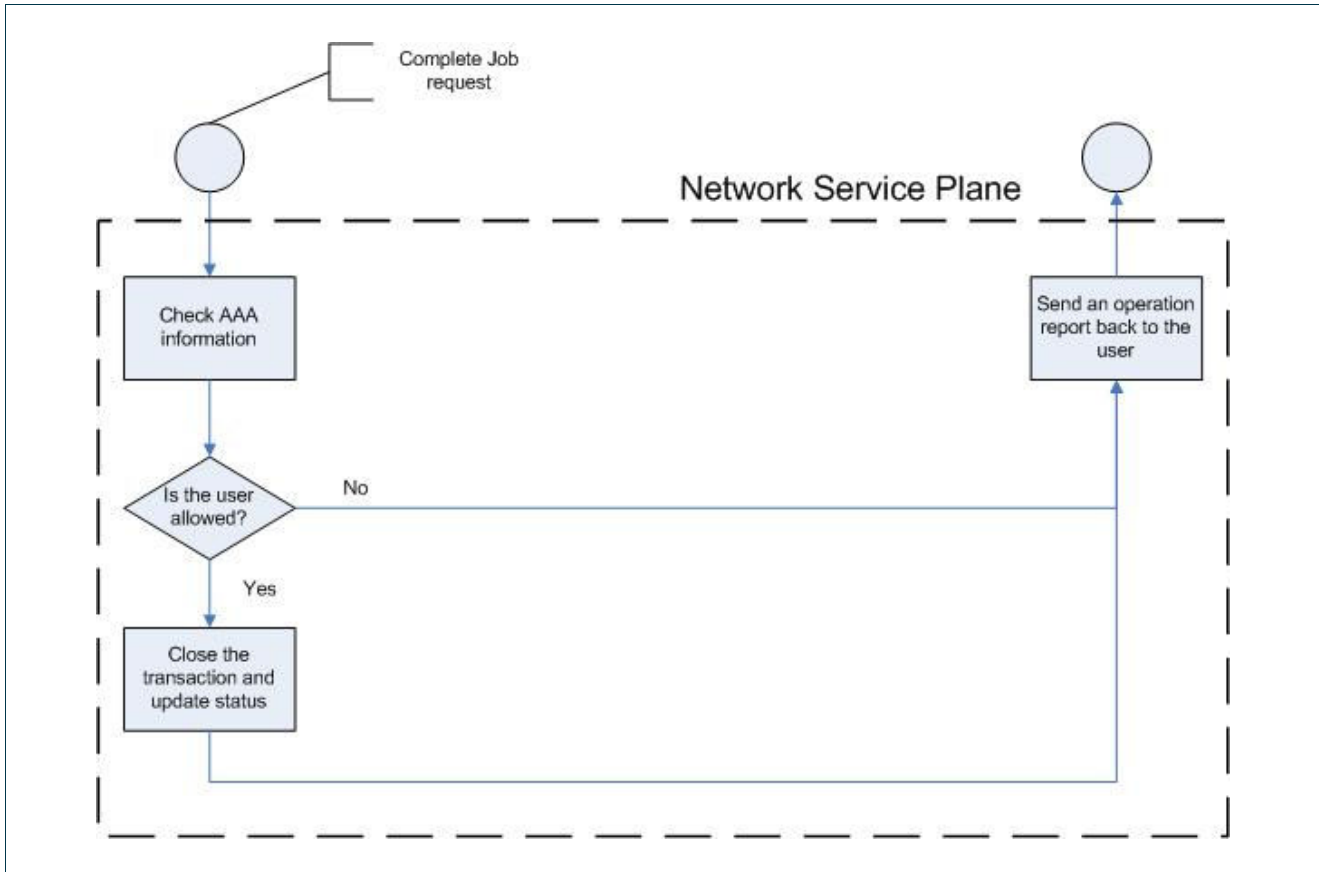 Complete Job
request
Network Service Plane
Check AAA
information
Send an operation
report back to the
user
Is the user
allowed?
No
Yes
Close the
transaction and
update status